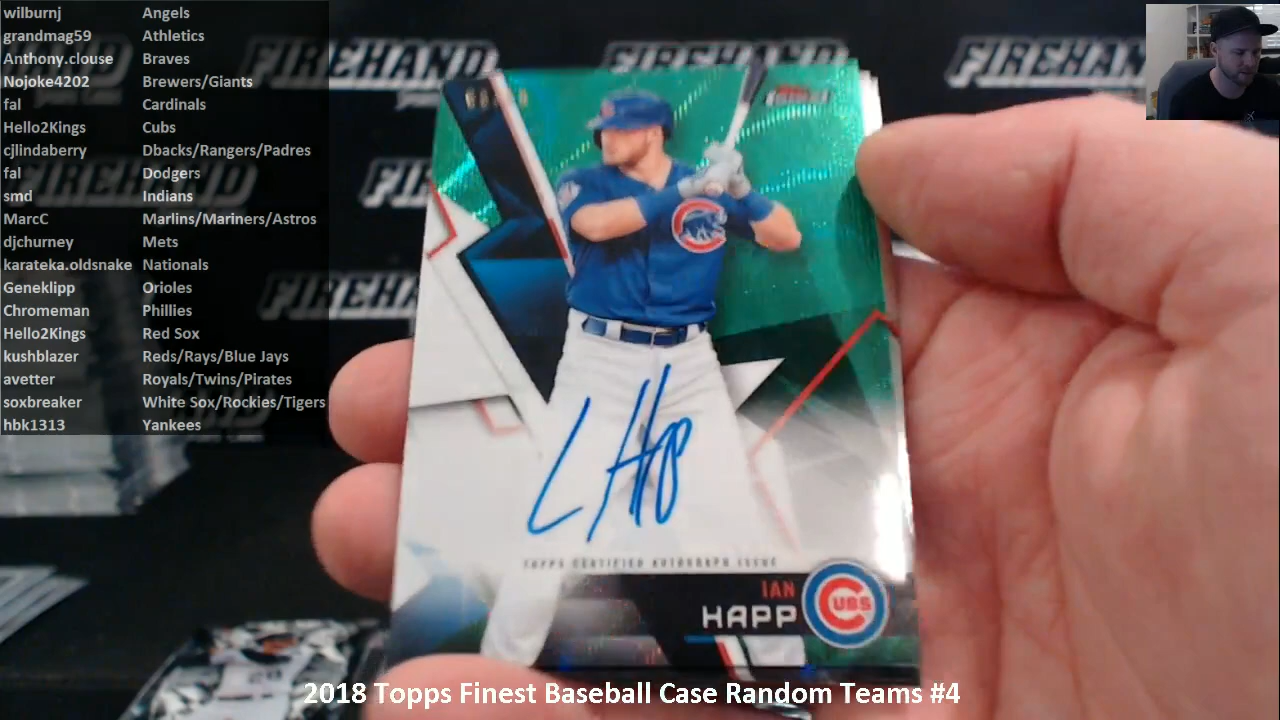 wilburnj Angels
grandmag59 Athletics
Anthony.clouse Braves
Nojoke4202 Brewers/Giants
fal Cardinals
Hello2Kings Cubs
cjlindaberry Dbacks/Rangers/Padres
fal Dodgers
smd Indians
MarcC Marlins/Mariners/Astros
djchurney Mets
karateka.oldsnake Nationals
Geneklipp Orioles
Chromeman Phillies
Hello2Kings Red Sox
kushblazer Reds/Rays/Blue Jays
avetter Royals/Twins/Pirates
soxbreaker White Sox/Rockies/Tigers
hbk1313 Yankees
FIREHAND
FIREHAND
FIREHAND
TOPPS CERTIFIED AUTOGRAPH ISSUE
IAN
HAPP
CUBS
2018 Topps Finest Baseball Case Random Teams #4